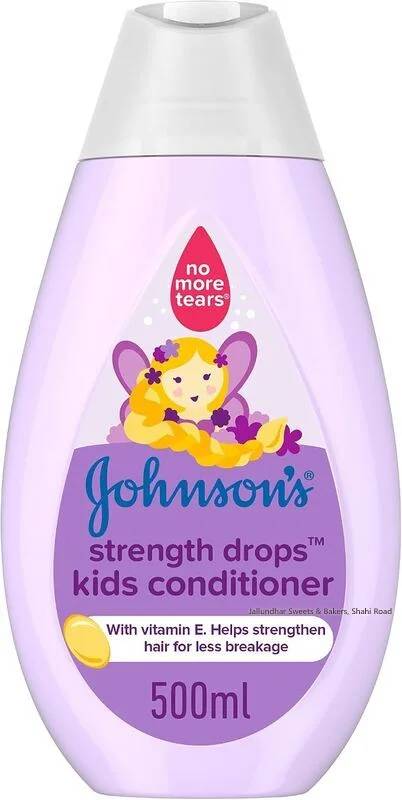 no
more
tears®
Johnson's®
strength drops™
kids conditioner
Jallundhar Sweets & Bakers, Shahi Road
With vitamin E. Helps strengthen
hair for less breakage
500ml